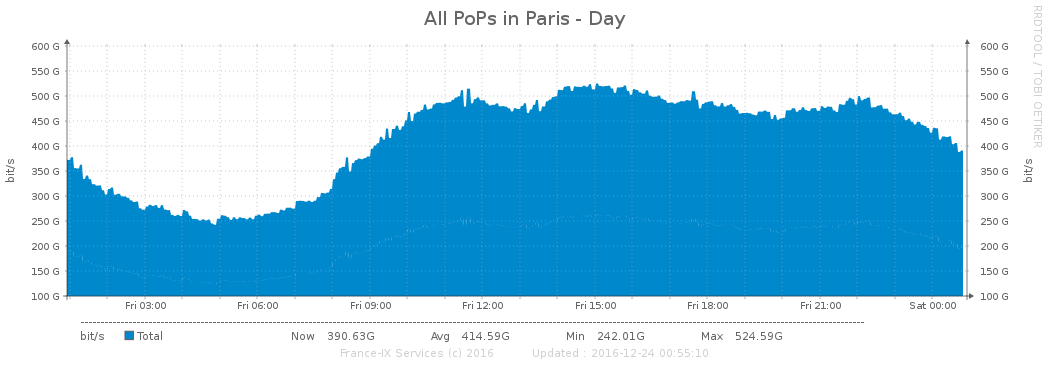 All PoPs in Paris - Day
RRDTOOL / TOBI OETIKER
600 G 600 G
550 G 550 G
500 G 500 G
450 G 450 G
400 G 400 G
350 G 350 G
300 G 300 G
250 G 250 G
200 G 200 G
150 G 150 G
100 G 100 G
bit/s bit/s
Fri 03:00 Fri 06:00 Fri 09:00 Fri 12:00 Fri 15:00 Fri 18:00 Fri 21:00 Sat 00:00
bit/s Total Now 390.63G Avg 414.59G Min 242.01G Max 524.59G
France-IX Services (c) 2016 Updated : 2016-12-24 00:55:10